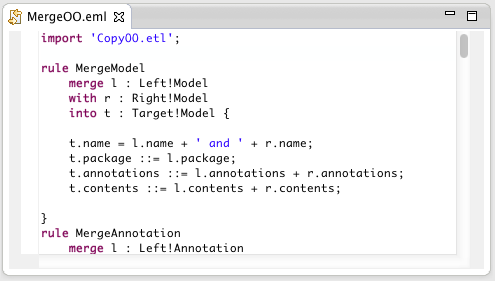 MergeOO.eml
import 'CopyOO.etl';
rule MergeModel
merge l : Left!Model
with r : Right!Model
into t : Target!Model {
t.name = l.name + ' and ' + r.name;
t.package ::= l.package;
t.annotations ::= l.annotations + r.annotations;
t.contents ::= l.contents + r.contents;
}
rule MergeAnnotation
merge l : Left!Annotation